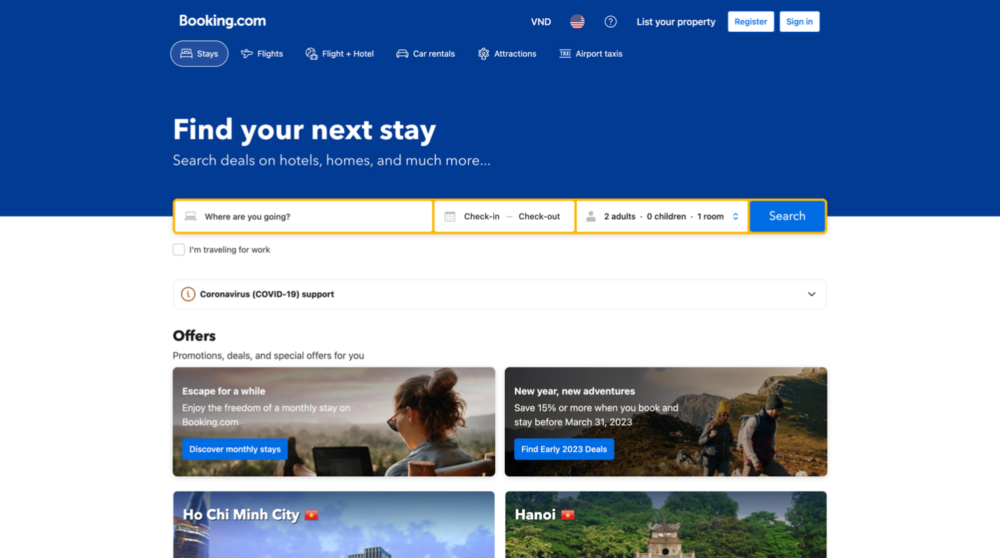 Booking.com
VND
List your property
Register
Sign in
Stays
Flights
Flight + Hotel
Car rentals
Attractions
TAXI
Airport taxis
Find your next stay
Search deals on hotels, homes, and much more...
Where are you going?
Check-in — Check-out
2 adults · 0 children · 1 room
Search
I'm traveling for work
Coronavirus (COVID-19) support
Offers
Promotions, deals, and special offers for you
Escape for a while
Enjoy the freedom of a monthly stay on
Booking.com
Discover monthly stays
New year, new adventures
Save 15% or more when you book and
stay before March 31, 2023
Find Early 2023 Deals
Ho Chi Minh City
Hanoi